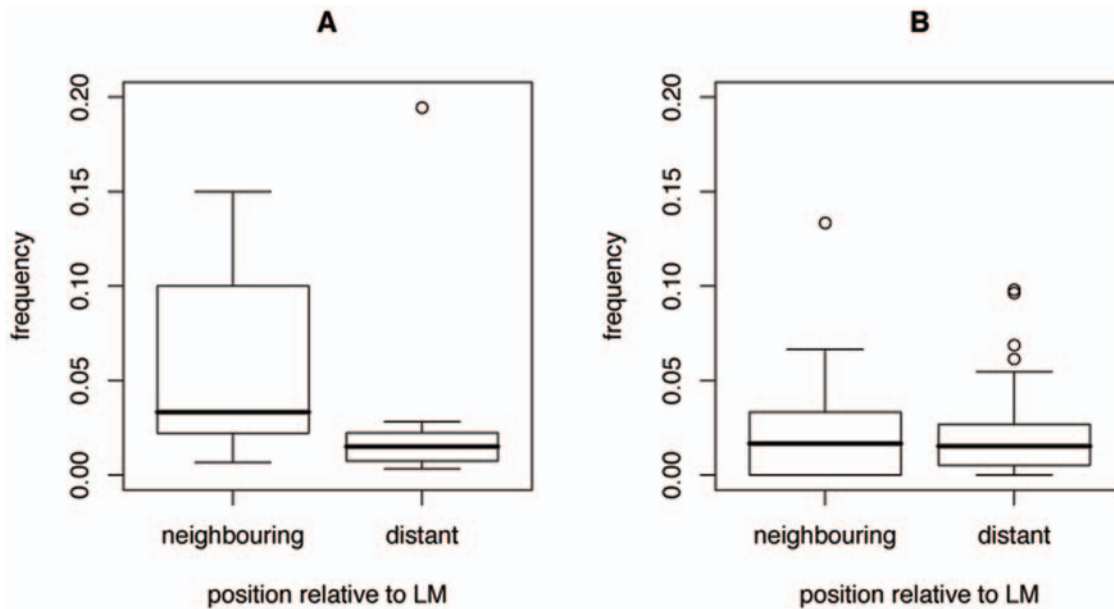 A
B
frequency
0.20
0.15
0.10
0.05
0.00
neighbouring distant
position relative to LM
frequency
0.20
0.15
0.10
0.05
0.00
neighbouring distant
position relative to LM